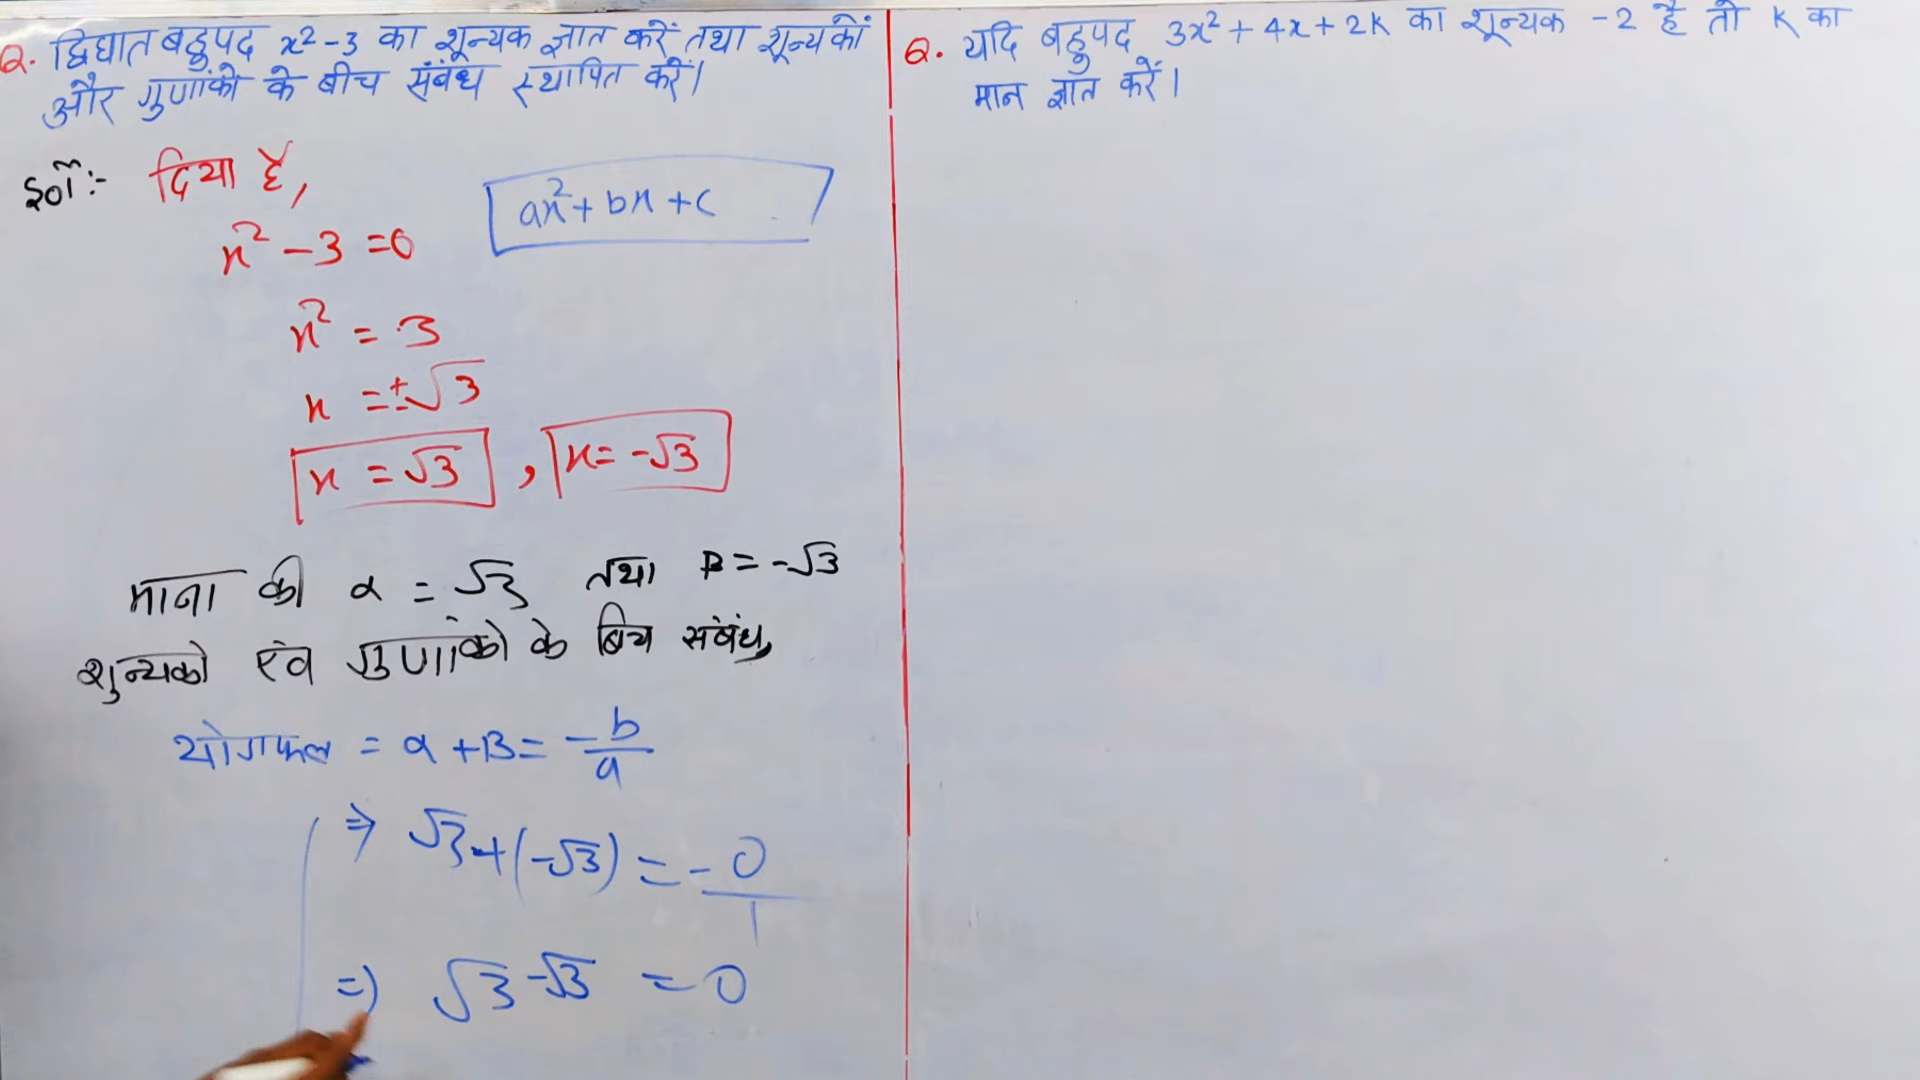 Q. द्विघात बहुपद x²-3 का शून्यक ज्ञात करें तथा शून्यकों
और गुणांको के बीच संबंध स्थापित करें।
Solⁿ:- दिया है,
ax²+bx+c
x²-3=0
x²=3
x=±√3
x=√3, x=-√3
माना की α=√3 तथा β=-√3
शुन्यको एंव गुणांको के बिच संबंध,
योगफल = α+β=-b/a
⇒ √3+(-√3)=-0/1
⇒ √3-√3=0
Q. यदि बहुपद 3x²+4x+2k का शून्यक -2 है तो k का
मान ज्ञात करें।